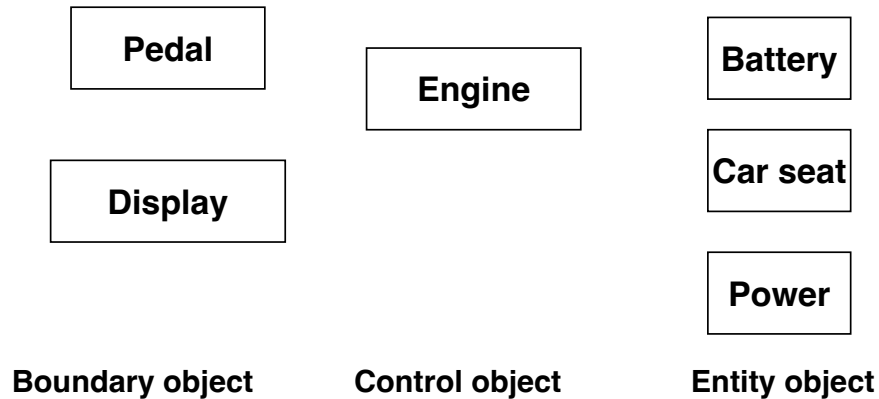 Pedal
Display
Boundary object
Engine
Control object
Battery
Car seat
Power
Entity object